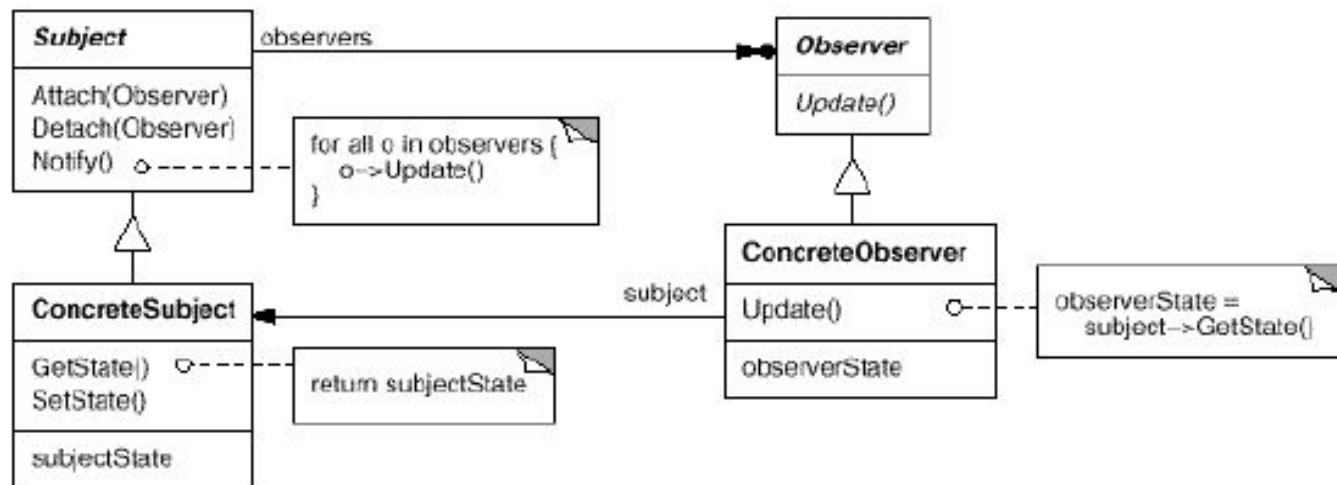 Subject
observers
Observer
Attach(Observer)
Detach(Observer)
Notify()
Update()
for all o in observers {
o->Update()
}
ConcreteSubject
GetState()
SetState()
subjectState
return subjectState
subject
ConcreteObserver
Update()
observerState
observerState =
subject->GetState()